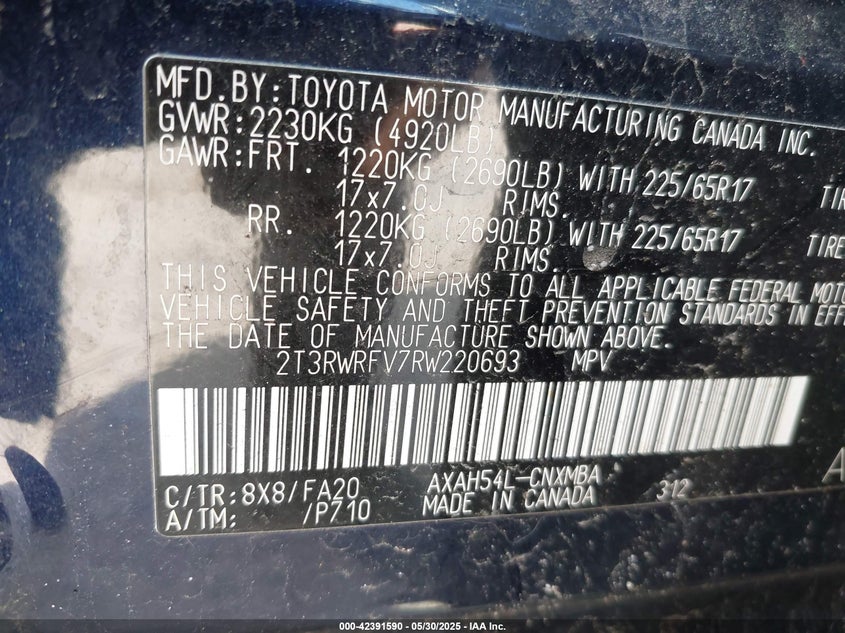 MFD.BY:TOYOTA MOTOR MANUFACTURING CANADA INC.
GVWR:2230KG (4920LB)
GAWR:FRT. 1220KG (2690LB) WITH 225/65R17
17x7.0J RIMS.
RR. 1220KG (2690LB) WITH 225/65R17
17x7.0J RIMS.
THIS VEHICLE CONFORMS TO ALL APPLICABLE FEDERAL
VEHICLE SAFETY AND THEFT PREVENTION STANDARDS IN
THE DATE OF MANUFACTURE SHOWN ABOVE.
2T3RWRFV7RW220693 MPV
C/TR:8X8/FA20 AXAH54L-CNXMBA 312
A/TM: /P710 MADE IN CANADA
000-42391590 - 05/30/2025 - IAA Inc.